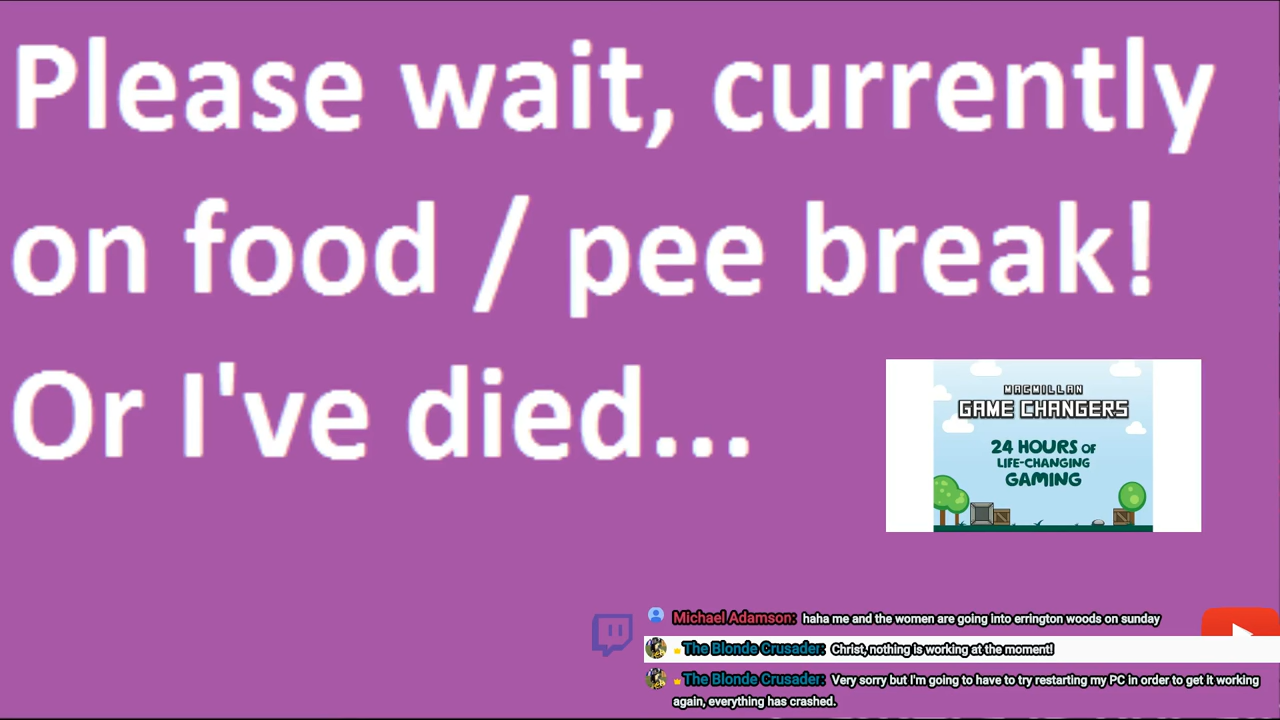 Please wait, currently
on food / pee break!
Or I've died...
MACMILLAN
GAME CHANGERS
24 HOURS OF
LIFE-CHANGING
GAMING
Michael Adamson: haha me and the women are going into errington woods on sunday
The Blonde Crusader: Christ, nothing is working at the moment!
The Blonde Crusader: Very sorry but I'm going to have to try restarting my PC in order to get it working
again, everything has crashed.